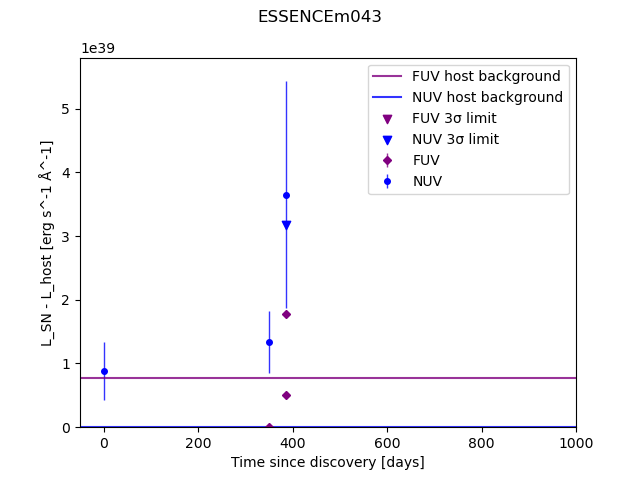 ESSENCEm043
1e39
FUV host background
NUV host background
FUV 3σ limit
NUV 3σ limit
FUV
NUV
L_SN - L_host [erg s^-1 Å^-1]
5
4
3
2
1
0
0 200 400 600 800 1000
Time since discovery [days]